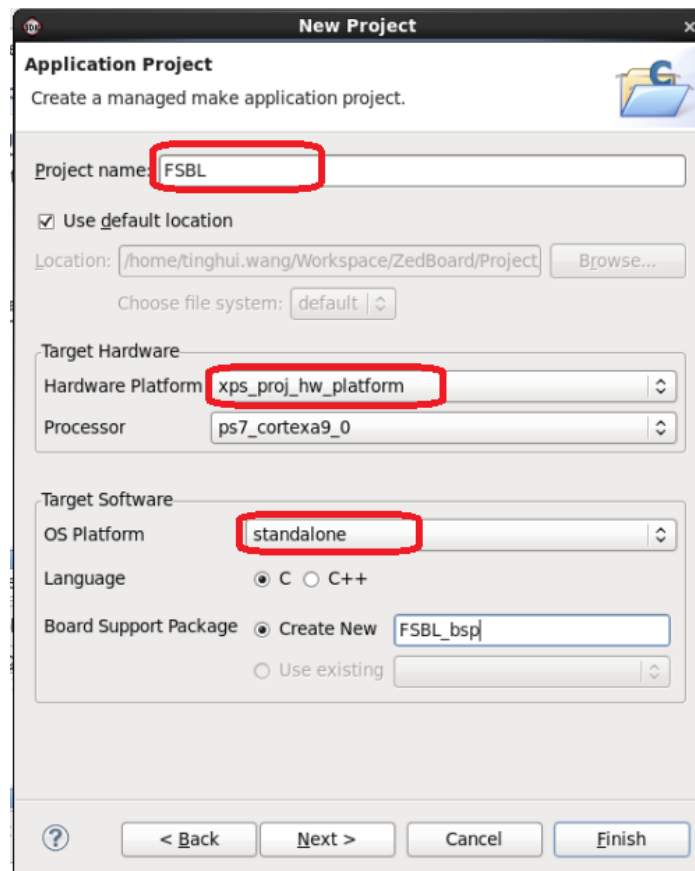 SDK New Project x
Application Project
Create a managed make application project.
C
Project name: FSBL
Use default location
Location: /home/tinghui.wang/Workspace/ZedBoard/Project Browse...
Choose file system: default
Target Hardware
Hardware Platform xps_proj_hw_platform
Processor ps7_cortexa9_0
Target Software
OS Platform standalone
Language C C++
Board Support Package Create New FSBL_bsp
Use existing
? < Back Next > Cancel Finish